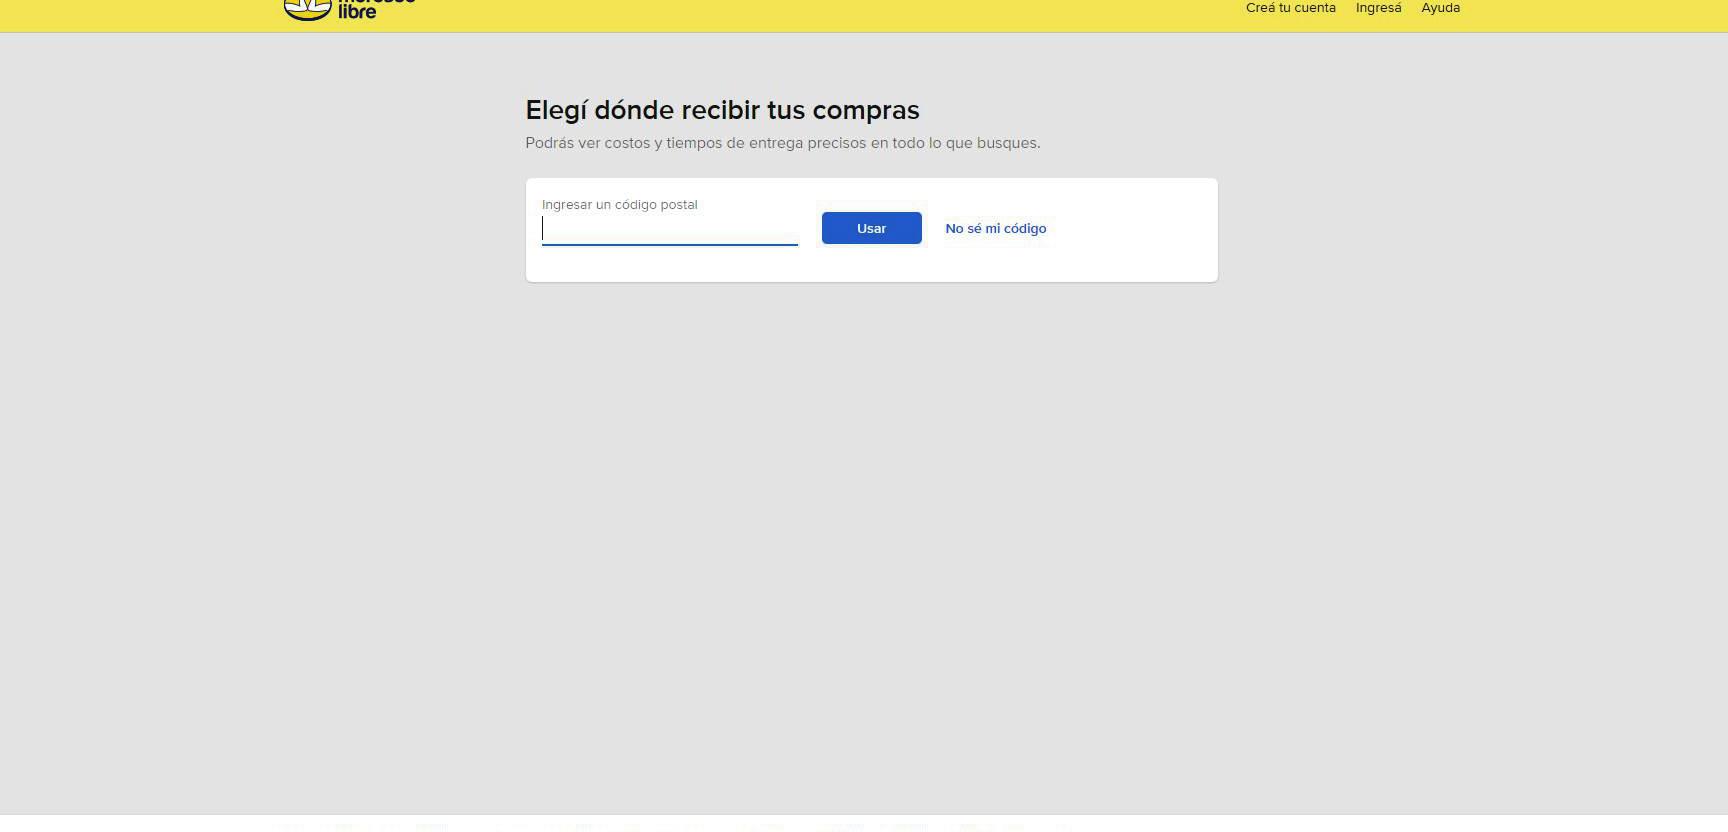 libre
Creá tu cuenta Ingresá Ayuda
Elegí dónde recibir tus compras
Podrás ver costos y tiempos de entrega precisos en todo lo que busques.
Ingresar un código postal
Usar No sé mi código